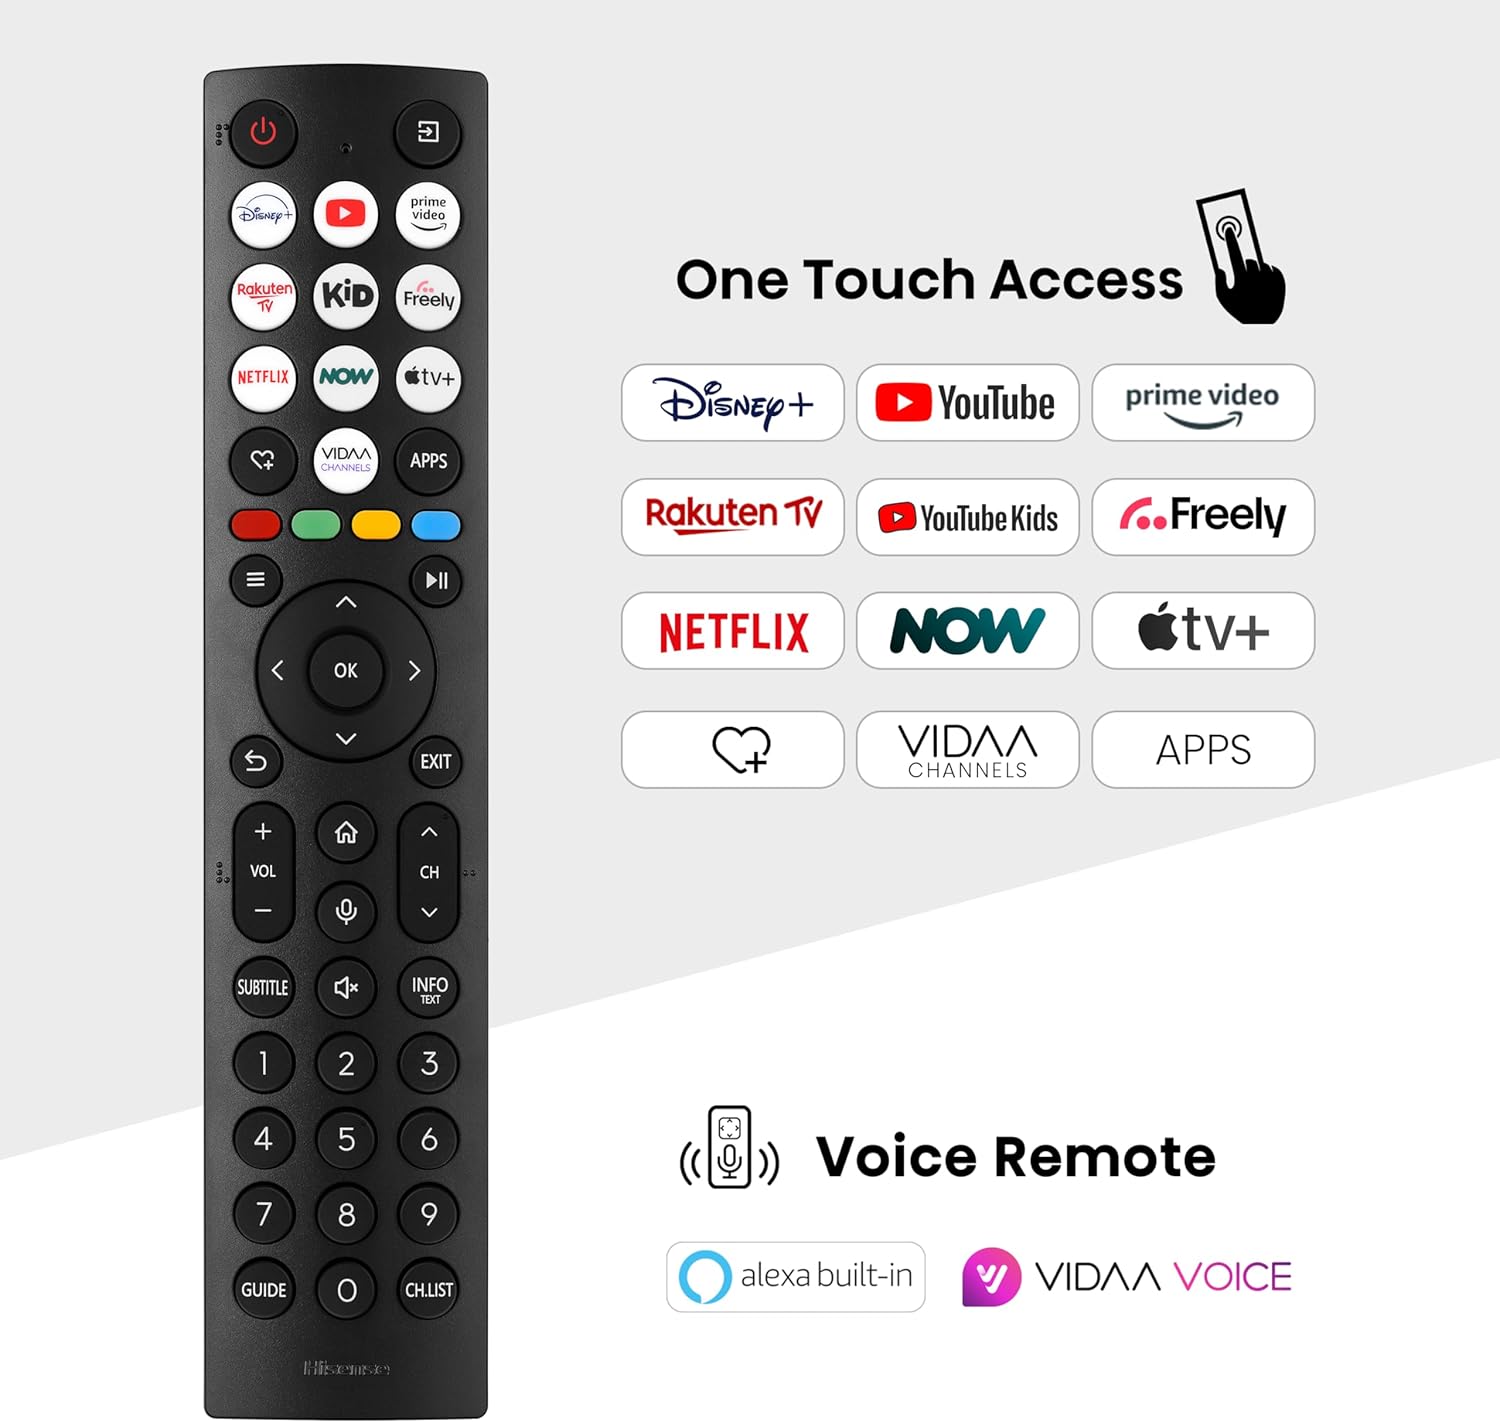 Disney+
prime
video
Rakuten
TV
KiD
Freely
NETFLIX
NOW
tv+
VIDAA
CHANNELS
APPS
OK
EXIT
+
VOL
−
CH
SUBTITLE
INFO
TEXT
1
2
3
4
5
6
7
8
9
GUIDE
0
CH.LIST
Hisense
One Touch Access
Disney+
YouTube
prime video
Rakuten TV
YouTube Kids
Freely
NETFLIX
NOW
tv+
VIDAA
CHANNELS
APPS
Voice Remote
alexa built-in
VIDAA VOICE